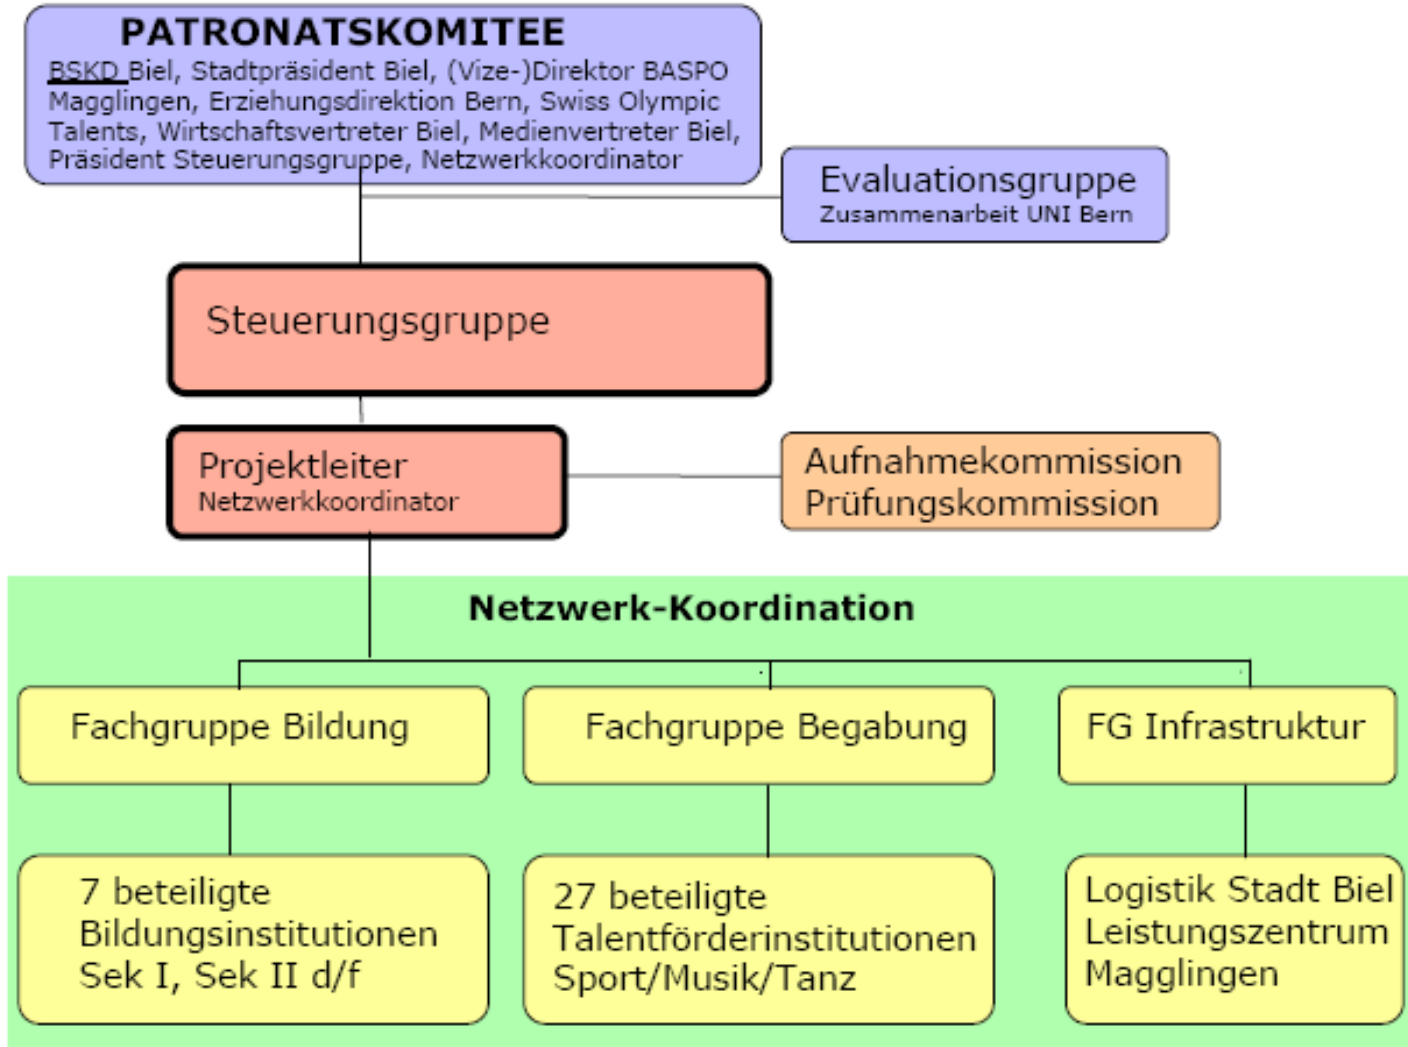 PATRONATSKOMITEE
BSKD Biel, Stadtpräsident Biel, (Vize-)Direktor BASPO
Magglingen, Erziehungsdirektion Bern, Swiss Olympic
Talents, Wirtschaftsvertreter Biel, Medienvertreter Biel,
Präsident Steuerungsgruppe, Netzwerkkoordinator
Evaluationsgruppe
Zusammenarbeit UNI Bern
Steuerungsgruppe
Projektleiter
Netzwerkkoordinator
Aufnahmekommission
Prüfungskommission
Netzwerk-Koordination
Fachgruppe Bildung
Fachgruppe Begabung
FG Infrastruktur
7 beteiligte
Bildungsinstitutionen
Sek I, Sek II d/f
27 beteiligte
Talentförderinstitutionen
Sport/Musik/Tanz
Logistik Stadt Biel
Leistungszentrum
Magglingen